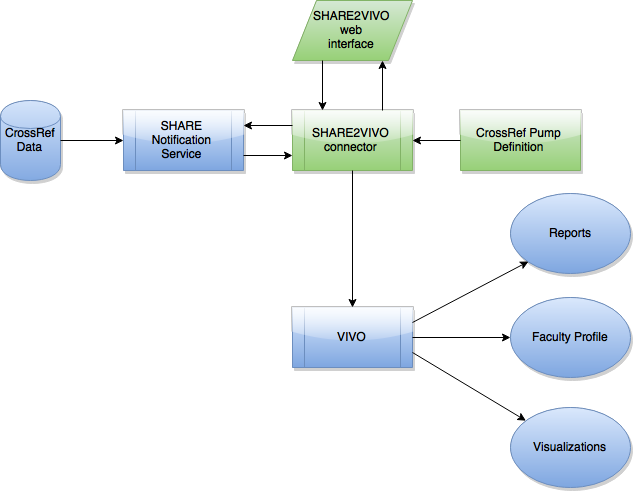 SHARE2VIVO
web
interface
CrossRef
Data
SHARE
Notification
Service
SHARE2VIVO
connector
CrossRef Pump
Definition
Reports
VIVO
Faculty Profile
Visualizations